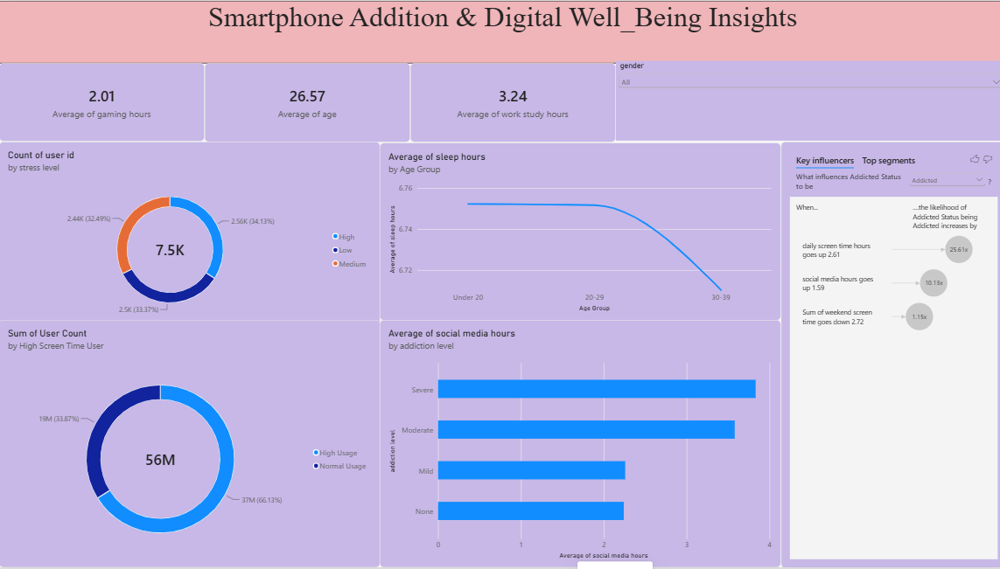 Smartphone Addition & Digital Well_Being Insights
2.01
Average of gaming hours
26.57
Average of age
3.24
Average of work study hours
gender
All
Count of user id
by stress level
2.44K (32.49%)
2.56K (34.13%)
7.5K
2.5K (33.37%)
High
Low
Medium
Average of sleep hours
by Age Group
Average of sleep hours
6.76
6.74
6.72
Under 20
20-29
30-39
Age Group
Key influencers
Top segments
What influences Addicted Status
to be
Addicted
?
When...
....the likelihood of
Addicted Status being
Addicted increases by
daily screen time hours
goes up 2.61
25.61x
social media hours goes
up 1.59
10.13x
Sum of weekend screen
time goes down 2.72
1.15x
Sum of User Count
by High Screen Time User
19M (33.87%)
56M
37M (66.13%)
High Usage
Normal Usage
Average of social media hours
by addiction level
addiction level
Severe
Moderate
Mild
None
0
1
2
3
4
Average of social media hours